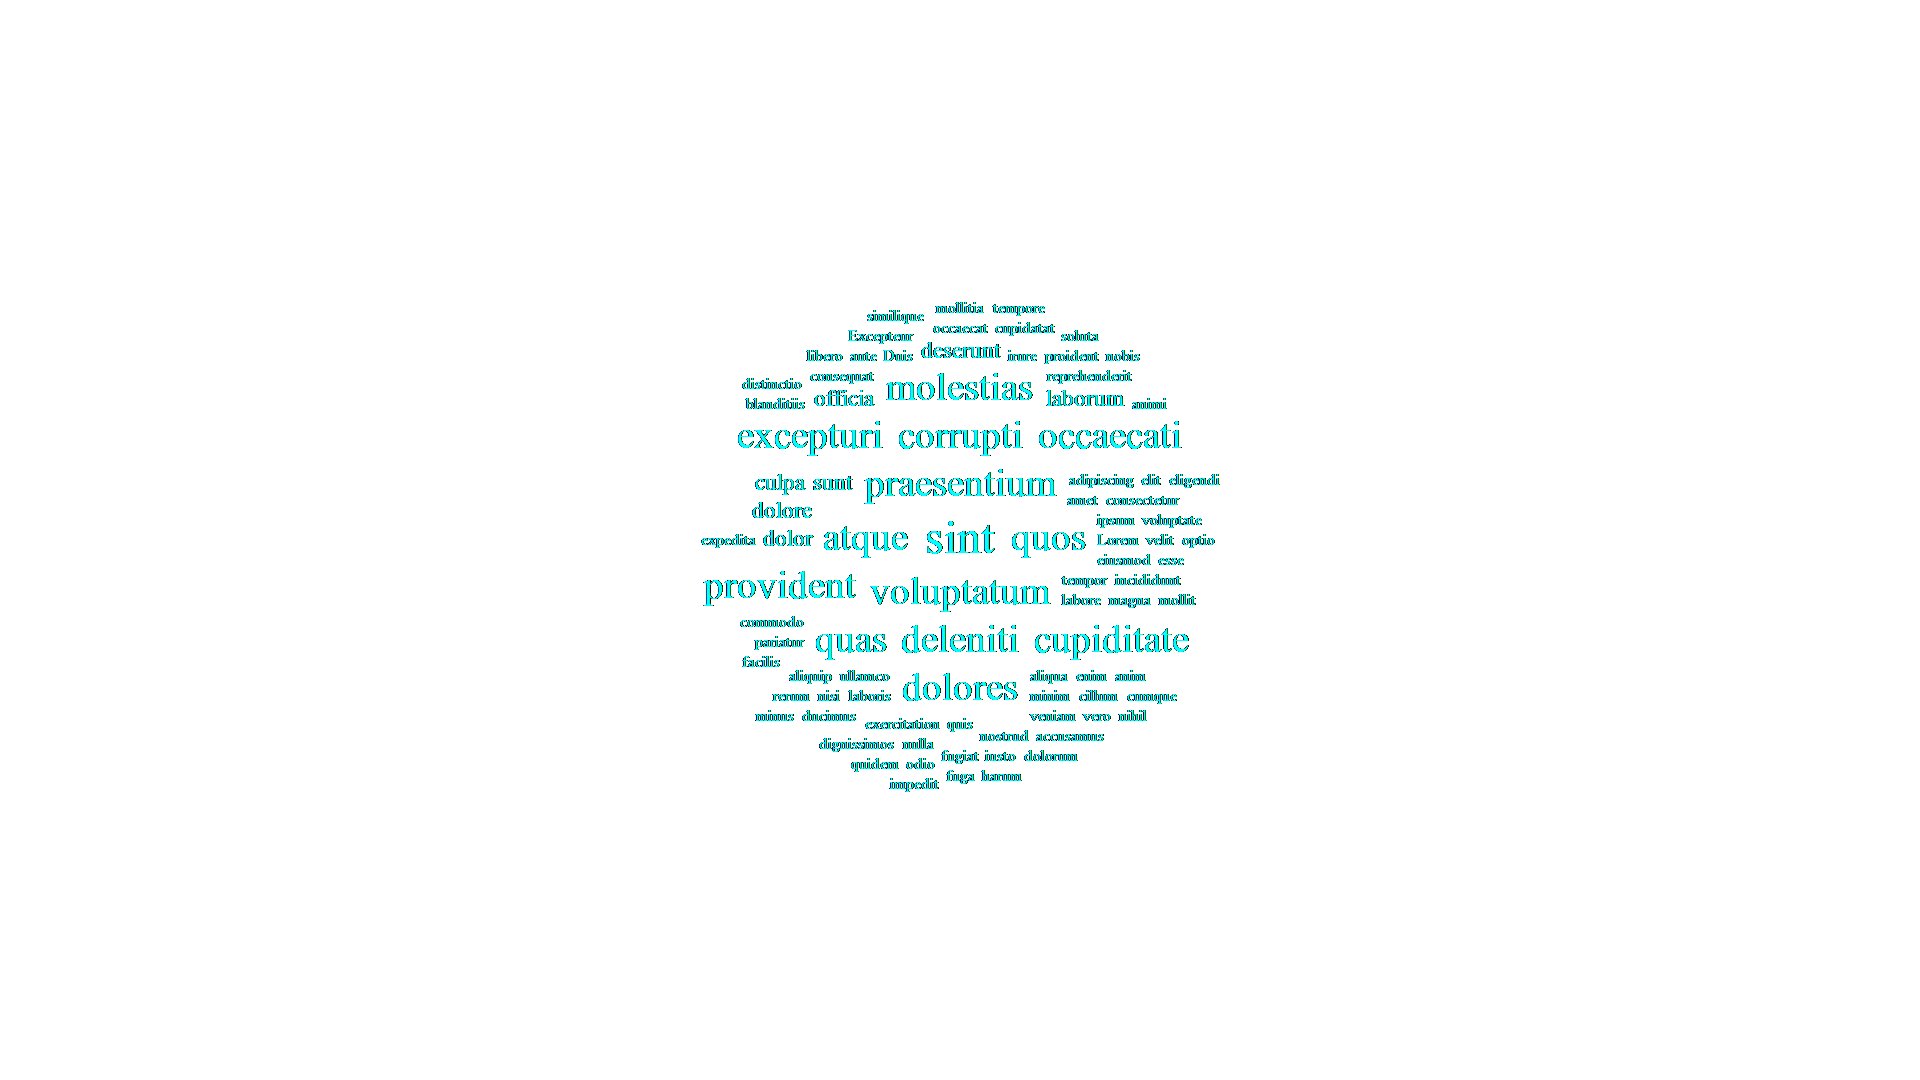 mollitia tempore
similique
occaecat cupidatat
Excepteur soluta
libero aute Duis deserunt irure proident nobis
consequat reprehenderit
distinctio molestias
blanditiis officia laborum animi
excepturi corrupti occaecati
culpa sunt praesentium adipiscing elit eligendi
amet consectetur
dolore ipsum voluptate
expedita dolor atque sint quos Lorem velit optio
eiusmod esse
provident voluptatum tempor incididunt
labore magna mollit
commodo
pariatur quas deleniti cupiditate
facilis
aliquip ullamco dolores aliqua enim anim
rerum nisi laboris minim cillum cumque
minus ducimus veniam vero nihil
exercitation quis
nostrud accusamus
dignissimos nulla
fugiat iusto dolorum
quidem odio
fuga harum
impedit